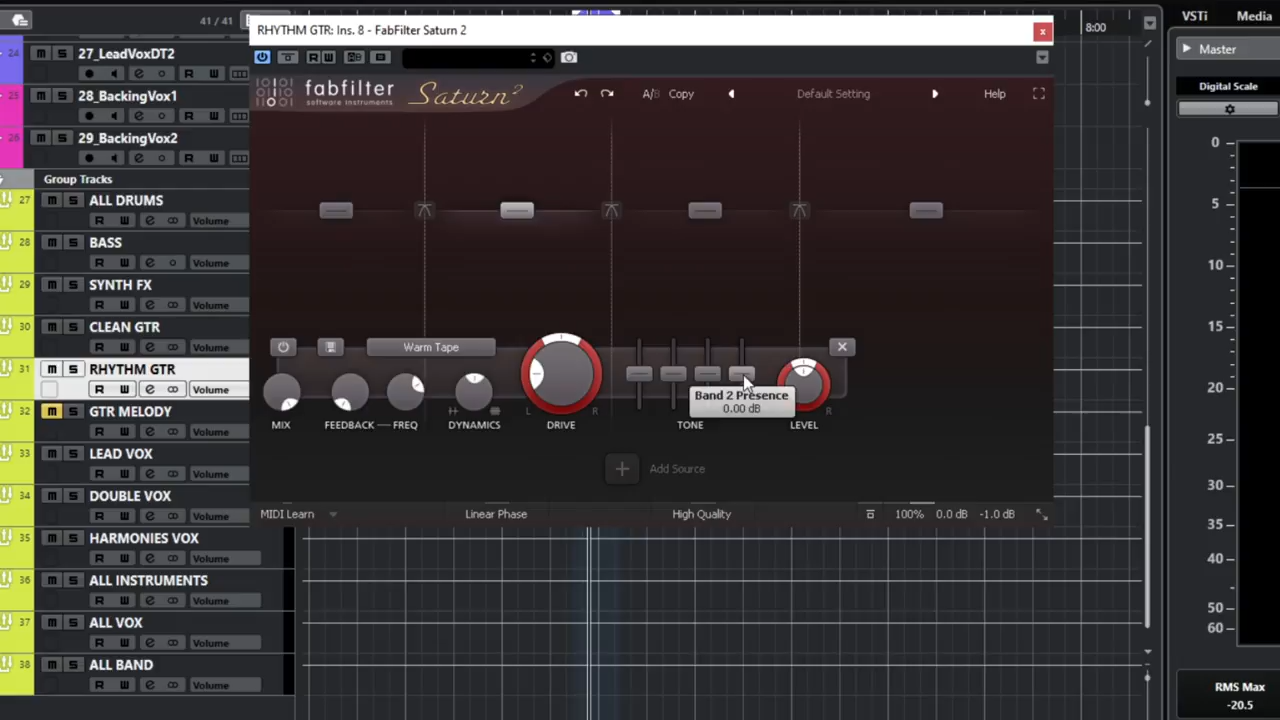 41 / 41
RHYTHM GTR: Ins. 8 - FabFilter Saturn 2
8:00
VSTi
Media
Master
Digital Scale
24
27_LeadVoxDT2
R W
25
28_BackingVox1
R W
26
29_BackingVox2
R W
Group Tracks
27 M S ALL DRUMS
R W e Volume
28 M S BASS
R W e Volume
29 M S SYNTH FX
R W e Volume
30 M S CLEAN GTR
R W e Volume
31 M S RHYTHM GTR
R W e Volume
32 M S GTR MELODY
R W e Volume
33 M S LEAD VOX
R W e Volume
34 M S DOUBLE VOX
R W e Volume
35 M S HARMONIES VOX
R W e Volume
36 M S ALL INSTRUMENTS
R W e Volume
37 M S ALL VOX
R W e Volume
38 M S ALL BAND
R W e Volume
fabfilter
software instruments
Saturn 2
A/B Copy
Default Setting
Help
Warm Tape
Band 2 Presence
0.00 dB
L R
R
MIX
FEEDBACK
FREQ
DYNAMICS
DRIVE
TONE
LEVEL
Add Source
MIDI Learn
Linear Phase
High Quality
100%
0.0 dB
-1.0 dB
0
5
10
15
20
25
30
35
40
50
60
RMS Max
-20.5